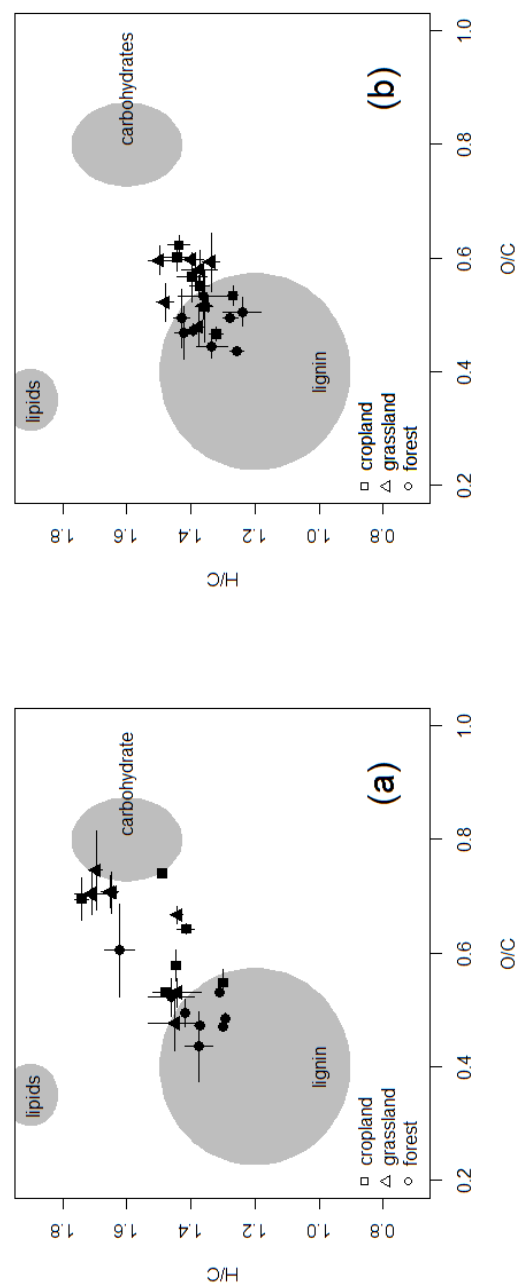 lipids
carbohydrate
lignin
(a)
cropland
grassland
forest
H/C
1.8
1.6
1.4
1.2
1.0
0.8
0.2
0.4
0.6
0.8
1.0
O/C
lipids
carbohydrates
lignin
(b)
cropland
grassland
forest
H/C
1.8
1.6
1.4
1.2
1.0
0.8
0.2
0.4
0.6
0.8
1.0
O/C